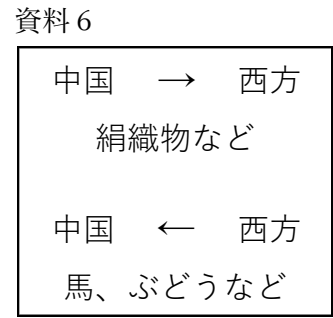 資料6
中国 → 西方
絹織物など
中国 ← 西方
馬、ぶどうなど